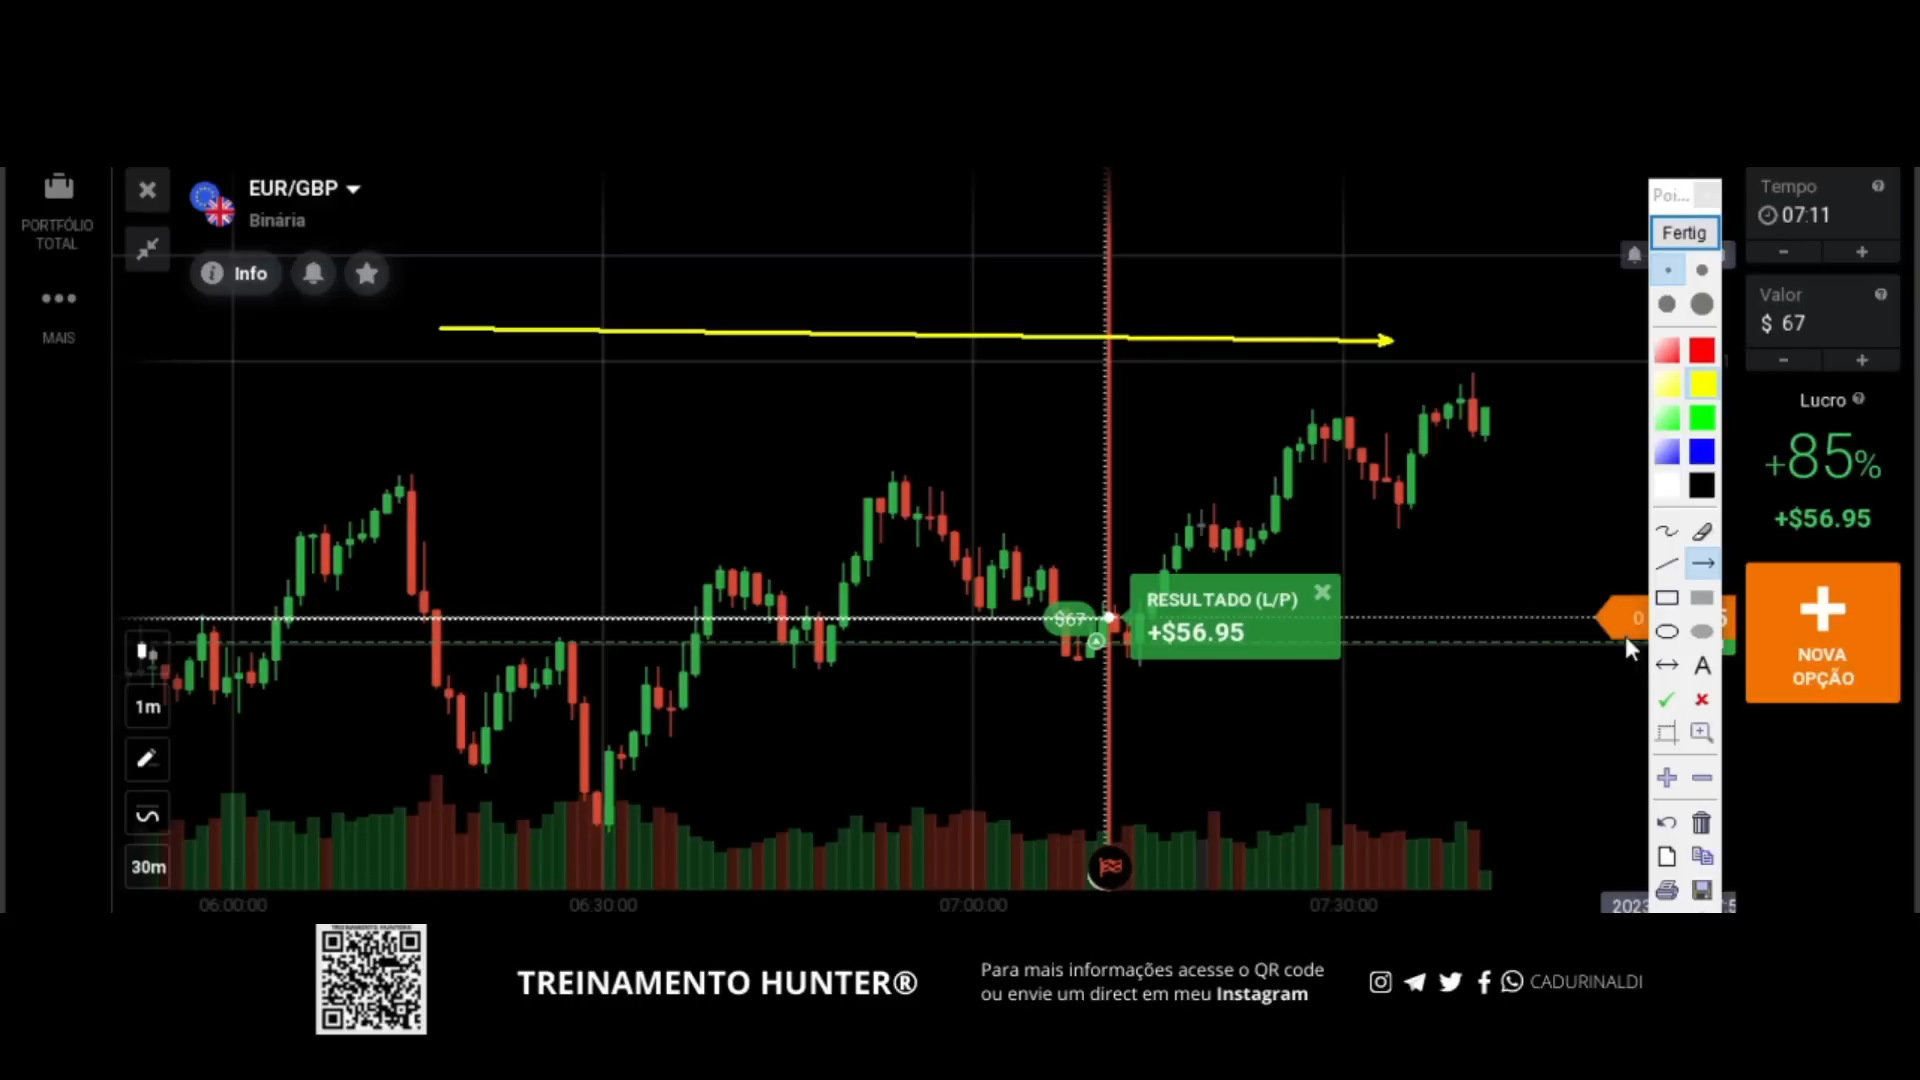 PORTFÓLIO
TOTAL
MAIS
EUR/GBP
Binária
Info
1m
30m
$67
RESULTADO (L/P)
+$56.95
06:00:00
06:30:00
07:00:00
07:30:00
Poi...
Fertig
A
2023
Tempo
07:11
Valor
$ 67
Lucro
+85%
+$56.95
NOVA
OPÇÃO
TREINAMENTO HUNTER®
Para mais informações acesse o QR code
ou envie um direct em meu Instagram
CADURINALDI